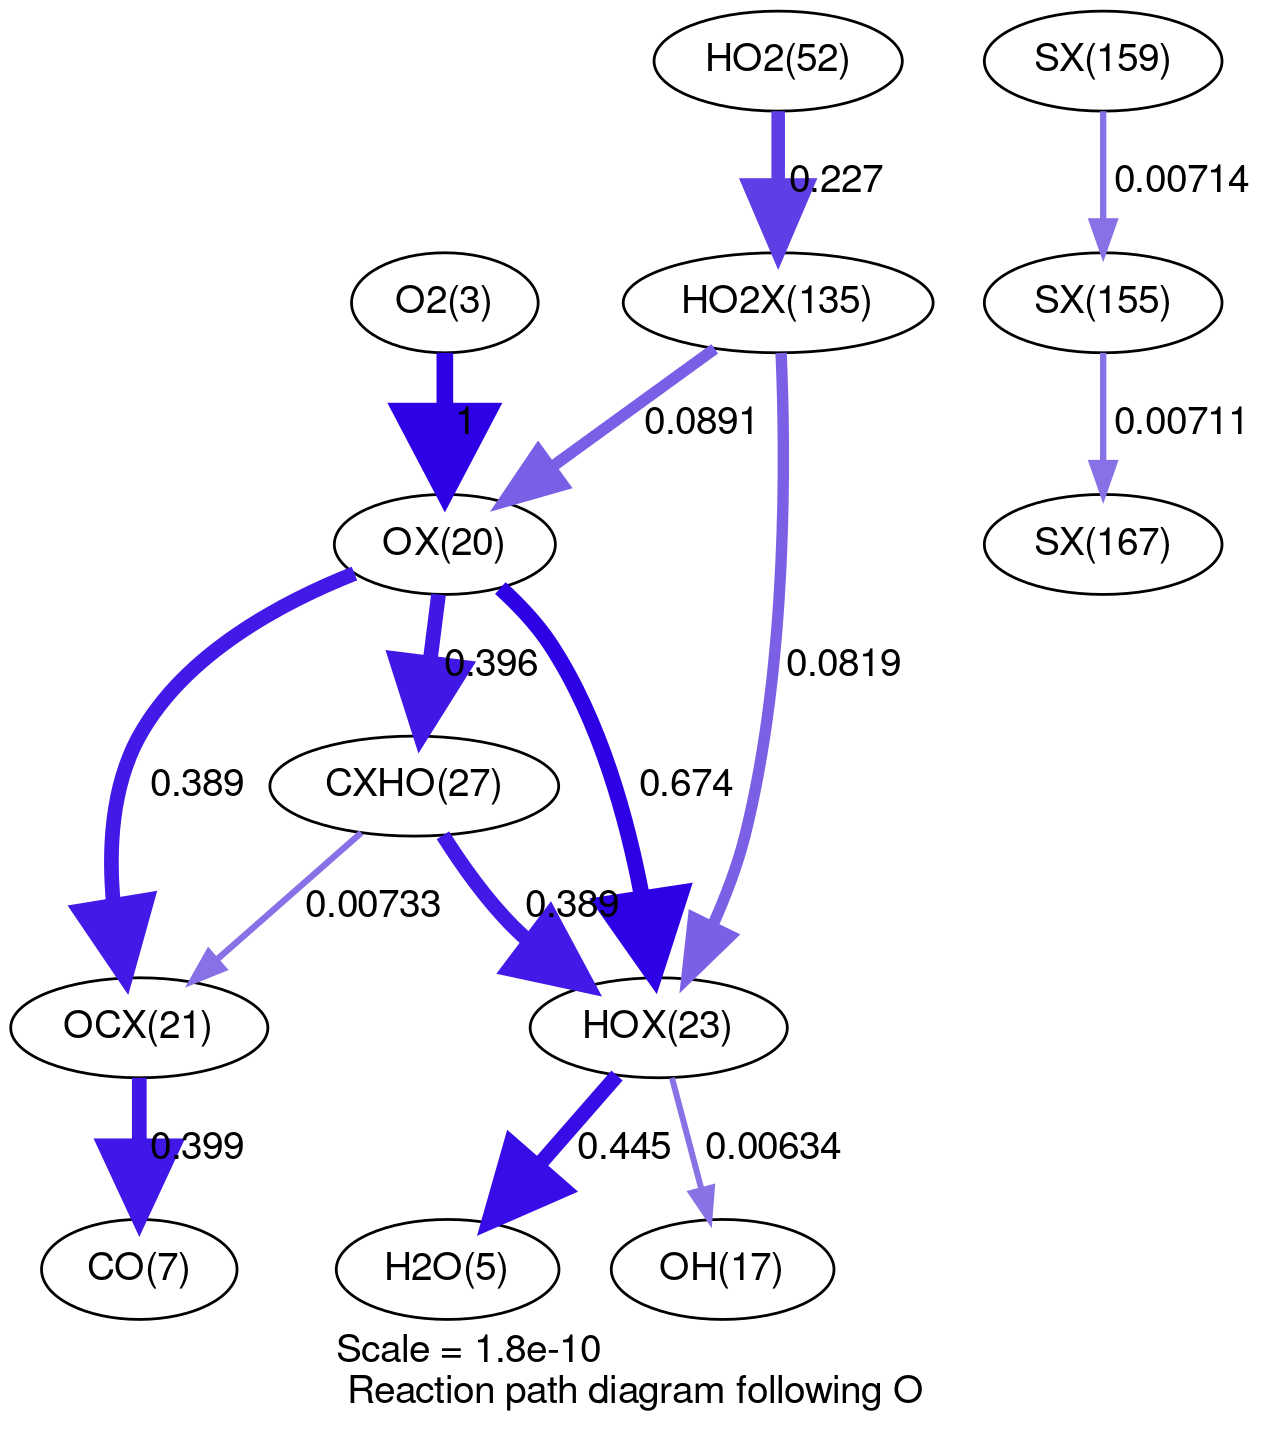 HO2(52)
SX(159)
0.227
0.00714
O2(3)
HO2X(135)
SX(155)
1
0.0891
0.00711
OX(20)
SX(167)
0.396
0.0819
0.389
0.674
CXHO(27)
0.00733
0.389
OCX(21)
HOX(23)
0.399
0.445
0.00634
CO(7)
H2O(5)
OH(17)
Scale = 1.8e-10
Reaction path diagram following O